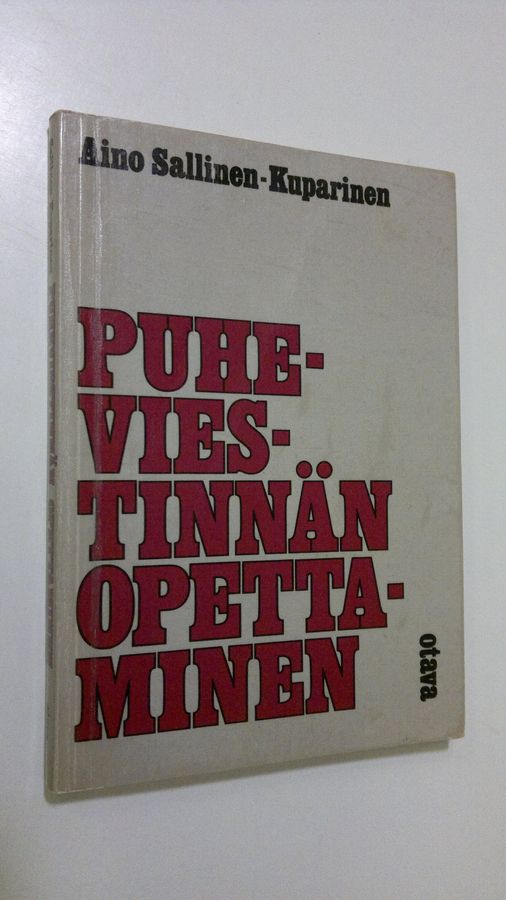 Aino Sallinen-Kuparinen
PUHE-
VIES-
TINNÄN
OPETTA-
MINEN
otava